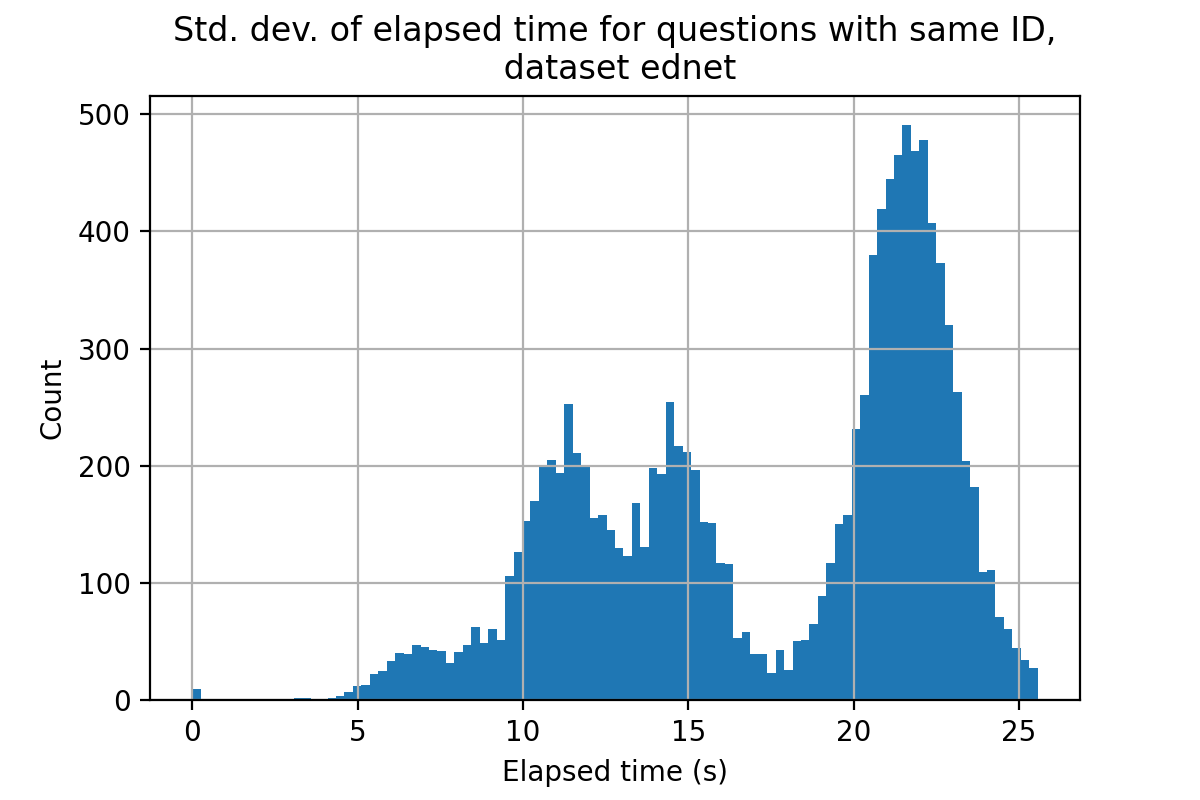 Std. dev. of elapsed time for questions with same ID,
dataset ednet
500
400
300
200
100
0
Count
0 5 10 15 20 25
Elapsed time (s)